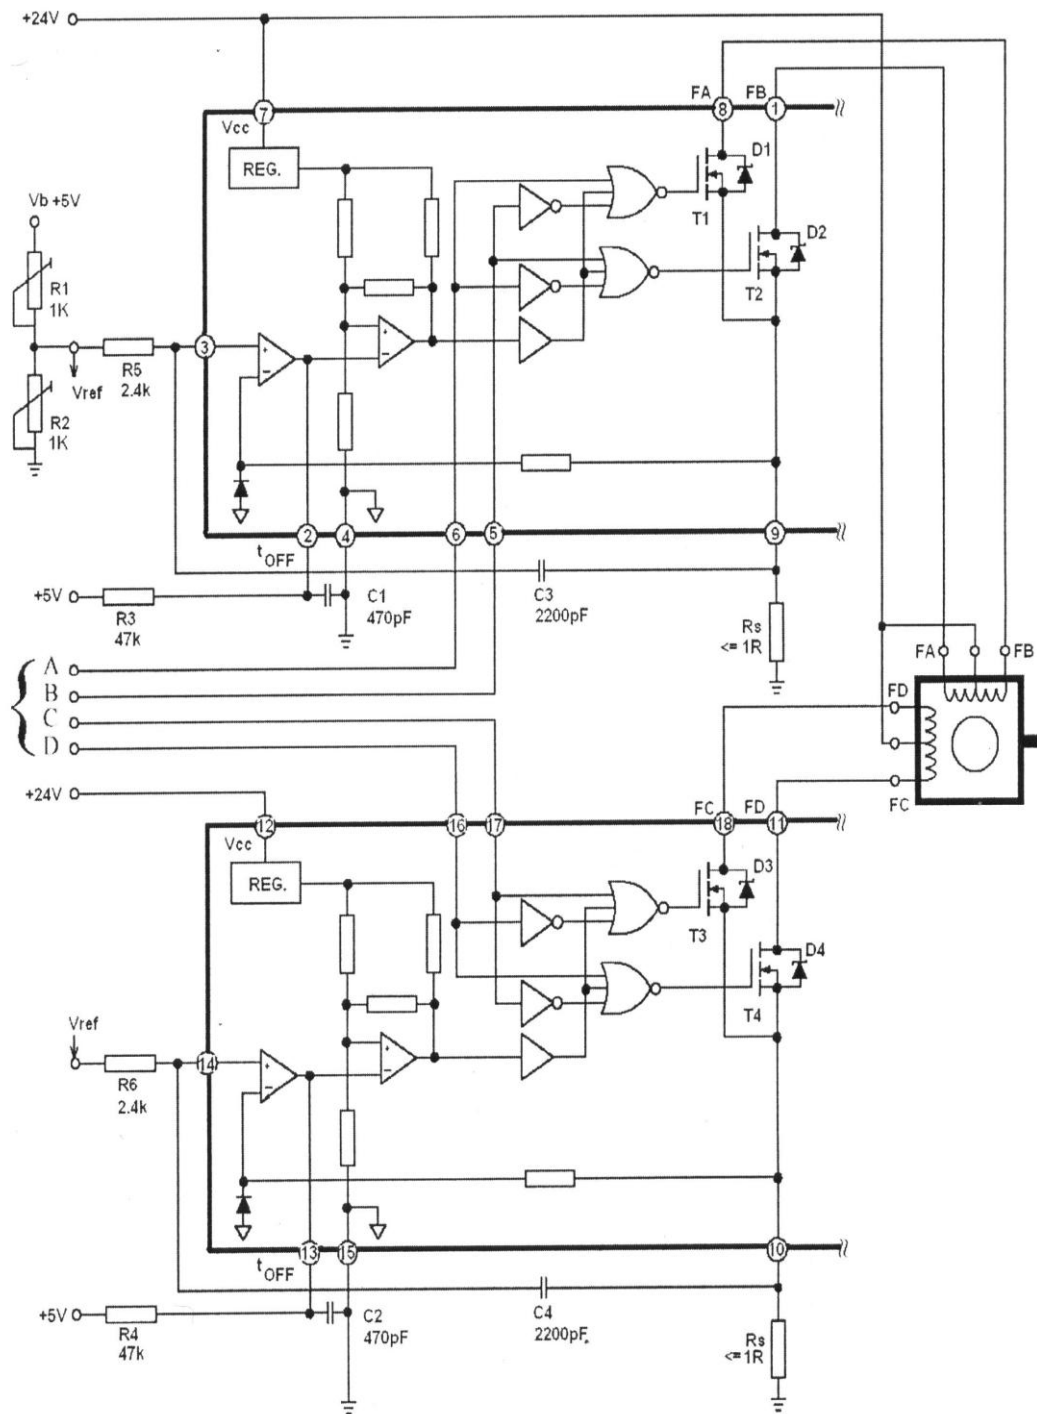 +24V
FA FB
7 8 1
Vcc
REG.
D1
T1
D2
T2
Vb +5V
R1
1K
3
+
−
+
−
R5
2.4k
Vref
R2
1K
2 4 6 5 9
t OFF
+5V
R3
47k
C1
470pF
C3
2200pF
Rs
<= 1R
A
B
C
D
FA FB
FD
FC
+24V
FC FD
12 16 17 18 11
Vcc
REG.
D3
T3
D4
T4
Vref
14
+
−
+
−
R6
2.4k
13 15 10
t OFF
+5V
R4
47k
C2
470pF
C4
2200pF.
Rs
<= 1R